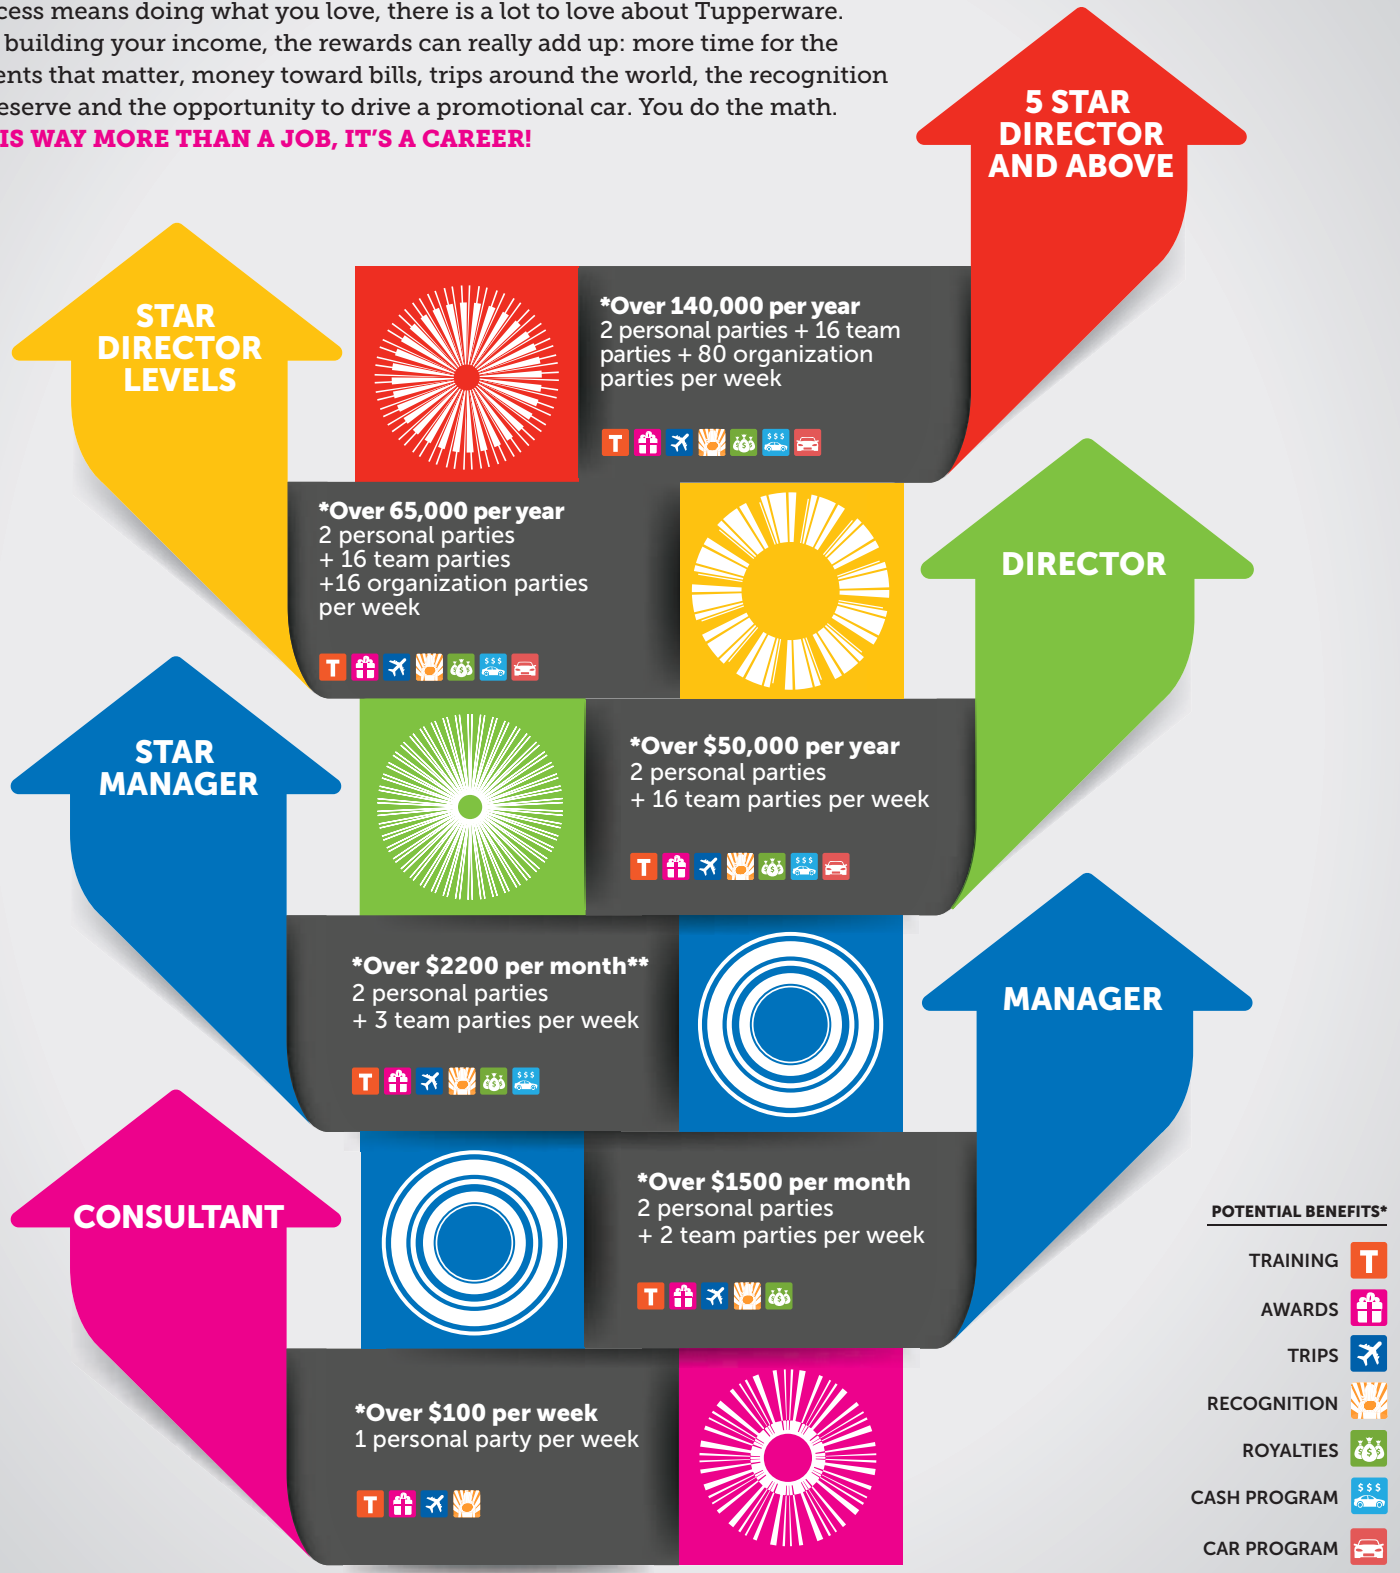 cess means doing what you love, there is a lot to love about Tupperware.
building your income, the rewards can really add up: more time for the
ents that matter, money toward bills, trips around the world, the recognition
eserve and the opportunity to drive a promotional car. You do the math.
IS WAY MORE THAN A JOB, IT'S A CAREER!
5 STAR
DIRECTOR
AND ABOVE
*Over 140,000 per year
2 personal parties + 16 team
parties + 80 organization
parties per week
T
$$$
STAR
DIRECTOR
LEVELS
*Over 65,000 per year
2 personal parties
+ 16 team parties
+16 organization parties
per week
T
$$$
DIRECTOR
*Over $50,000 per year
2 personal parties
+ 16 team parties per week
T
$$$
STAR
MANAGER
*Over $2200 per month**
2 personal parties
+ 3 team parties per week
T
$$$
MANAGER
*Over $1500 per month
2 personal parties
+ 2 team parties per week
T
CONSULTANT
*Over $100 per week
1 personal party per week
T
POTENTIAL BENEFITS*
TRAINING T
AWARDS
TRIPS
RECOGNITION
ROYALTIES $$$
CASH PROGRAM $$$
CAR PROGRAM